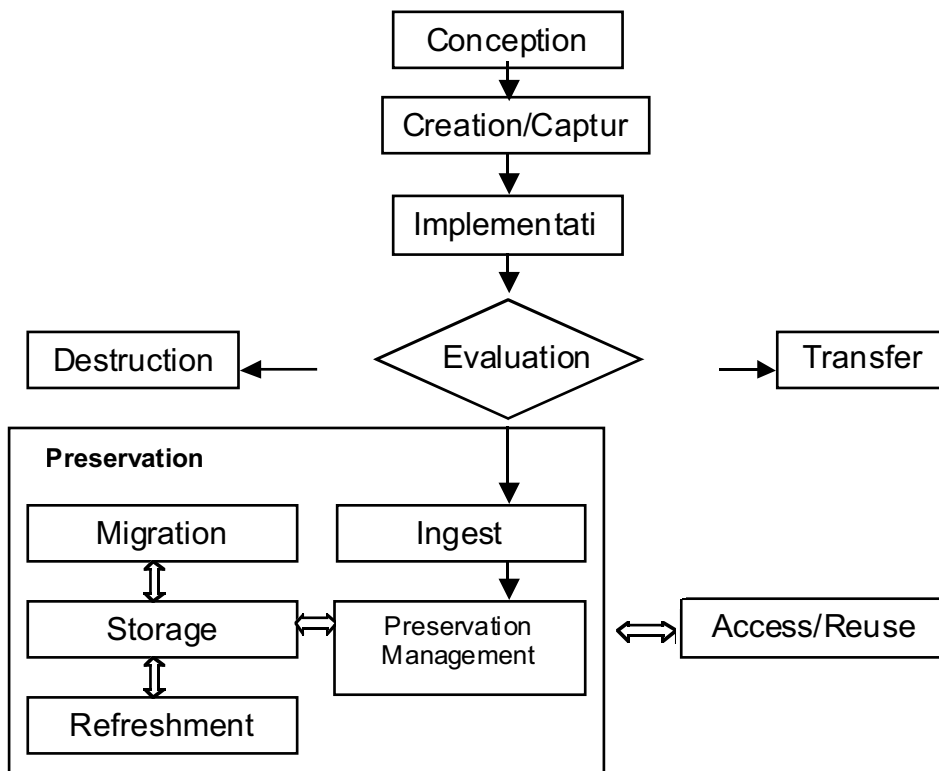 Conception
Creation/Captur
Implementati
Destruction
Evaluation
Transfer
Preservation
Migration
Ingest
Storage
Preservation
Management
Access/Reuse
Refreshment